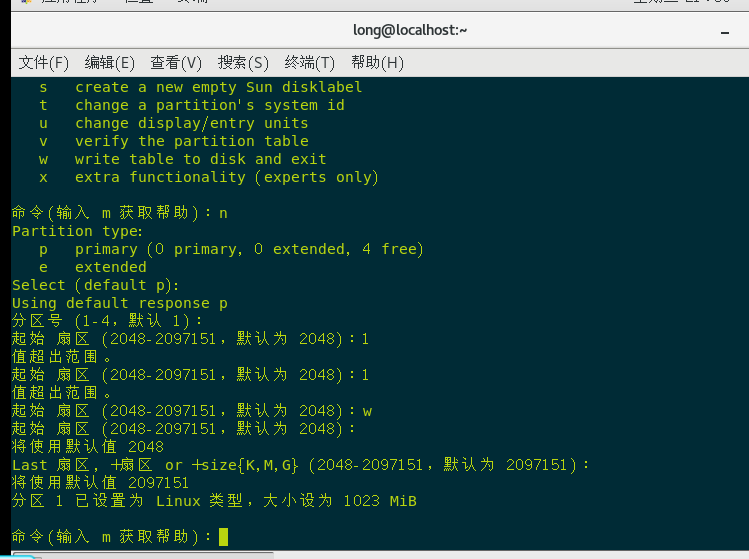 long@localhost:~
文件(F) 编辑(E) 查看(V) 搜索(S) 终端(T) 帮助(H)
s create a new empty Sun disklabel
t change a partition's system id
u change display/entry units
v verify the partition table
w write table to disk and exit
x extra functionality (experts only)
命令(输入 m 获取帮助)：n
Partition type:
p primary (0 primary, 0 extended, 4 free)
e extended
Select (default p):
Using default response p
分区号 (1-4，默认 1)：
起始 扇区 (2048-2097151，默认为 2048)：1
值超出范围。
起始 扇区 (2048-2097151，默认为 2048)：1
值超出范围。
起始 扇区 (2048-2097151，默认为 2048)：w
起始 扇区 (2048-2097151，默认为 2048)：
将使用默认值 2048
Last 扇区, +扇区 or +size{K,M,G} (2048-2097151，默认为 2097151)：
将使用默认值 2097151
分区 1 已设置为 Linux 类型，大小设为 1023 MiB
命令(输入 m 获取帮助)：